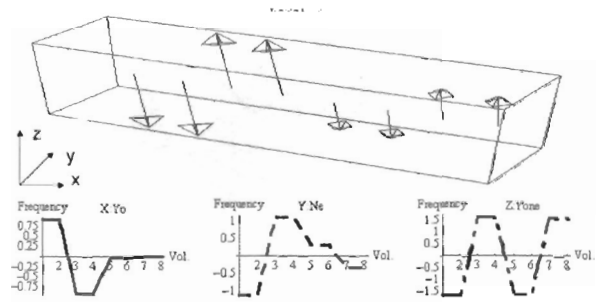 z
y
x
Frequency X.Yo
0.75
0.5
0.25
-0.25
-0.5
-0.75
2 3 4 5 6 7 8 Vol.
Frequency Y.Ne
1
0.5
-0.5
-1
2 3 4 5 6 7 8 Vol.
Frequency Z.Yone
1.5
1
0.5
-0.5
-1
-1.5
2 3 4 5 6 7 8 Vol.